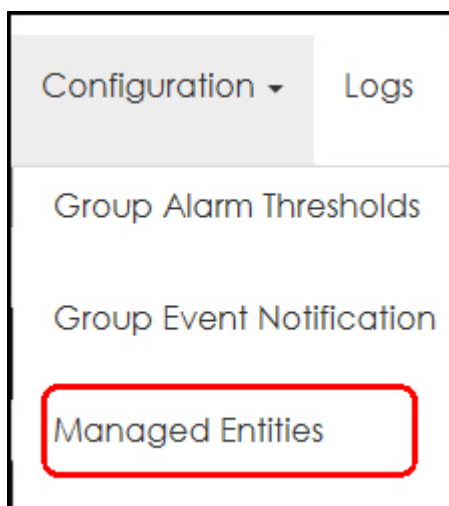 Configuration Logs
Group Alarm Thresholds
Group Event Notification
Managed Entities